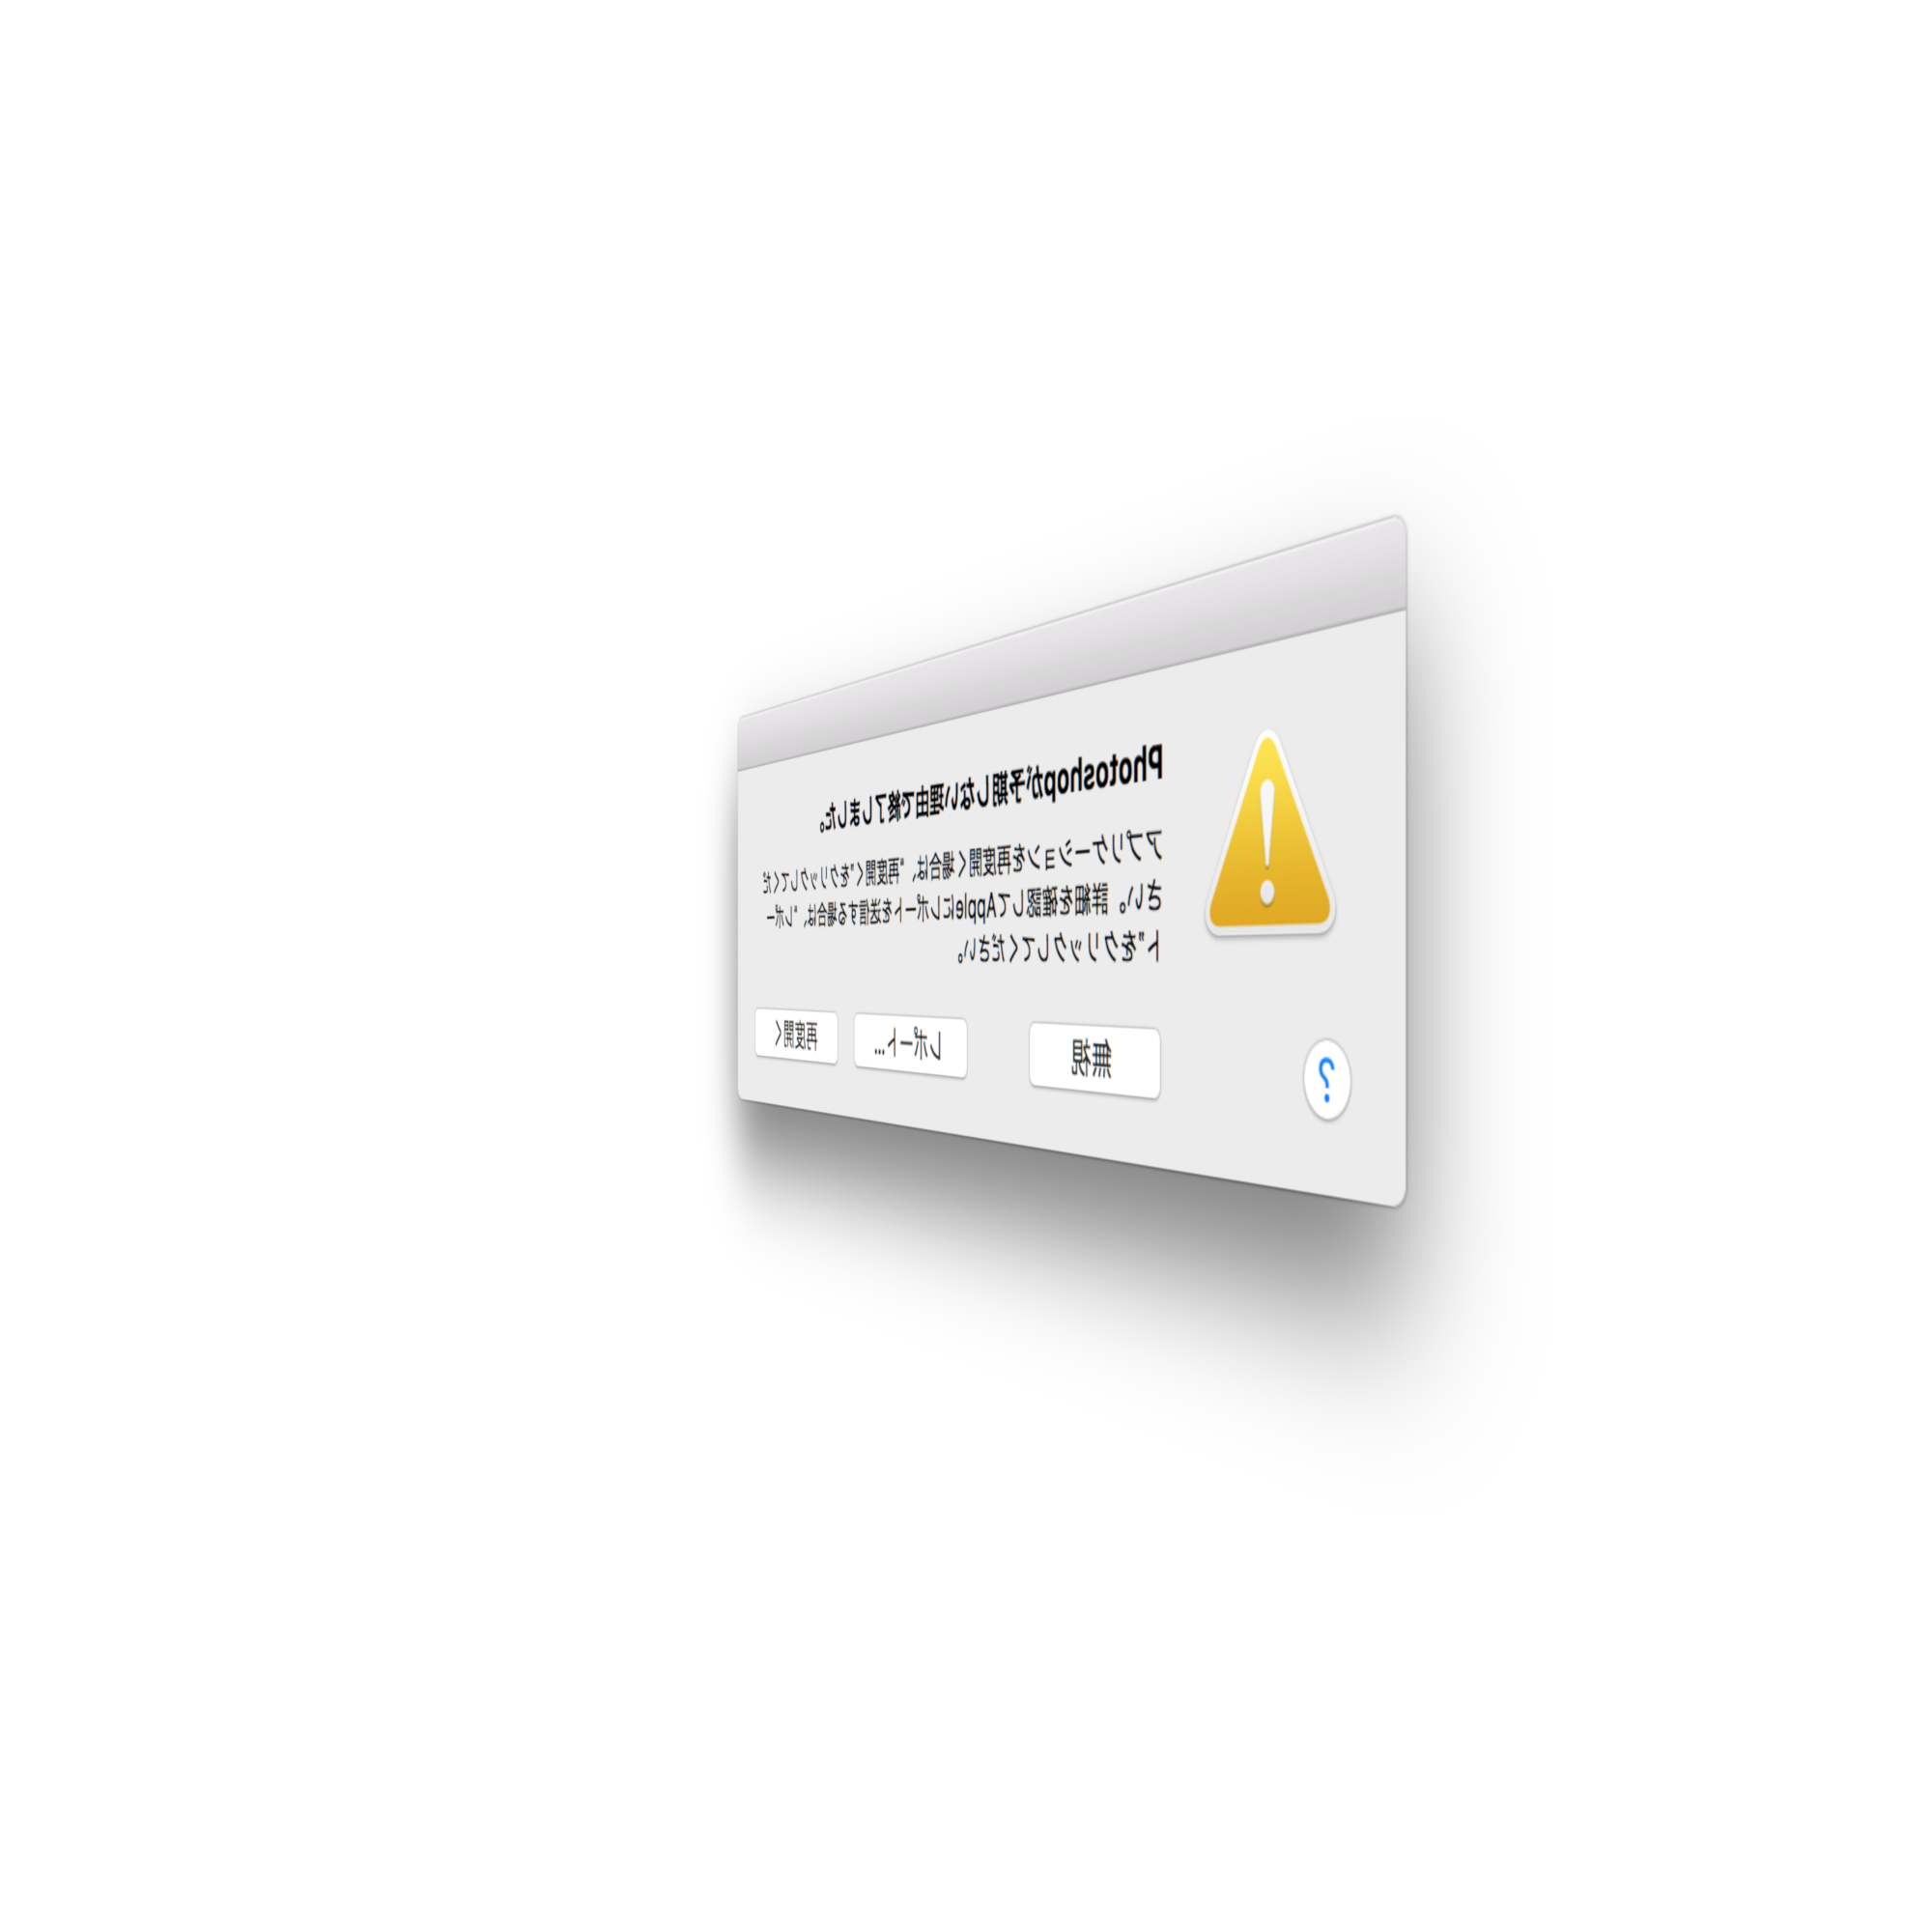 Photoshopが予期しない理由で終了しました。
アプリケーションを再度開く場合は、"再度開く"をクリックしてくだ
さい。詳細を確認してAppleにレポートを送信する場合は、"レポー
ト"をクリックしてください。
?
無視
レポート...
再度開く